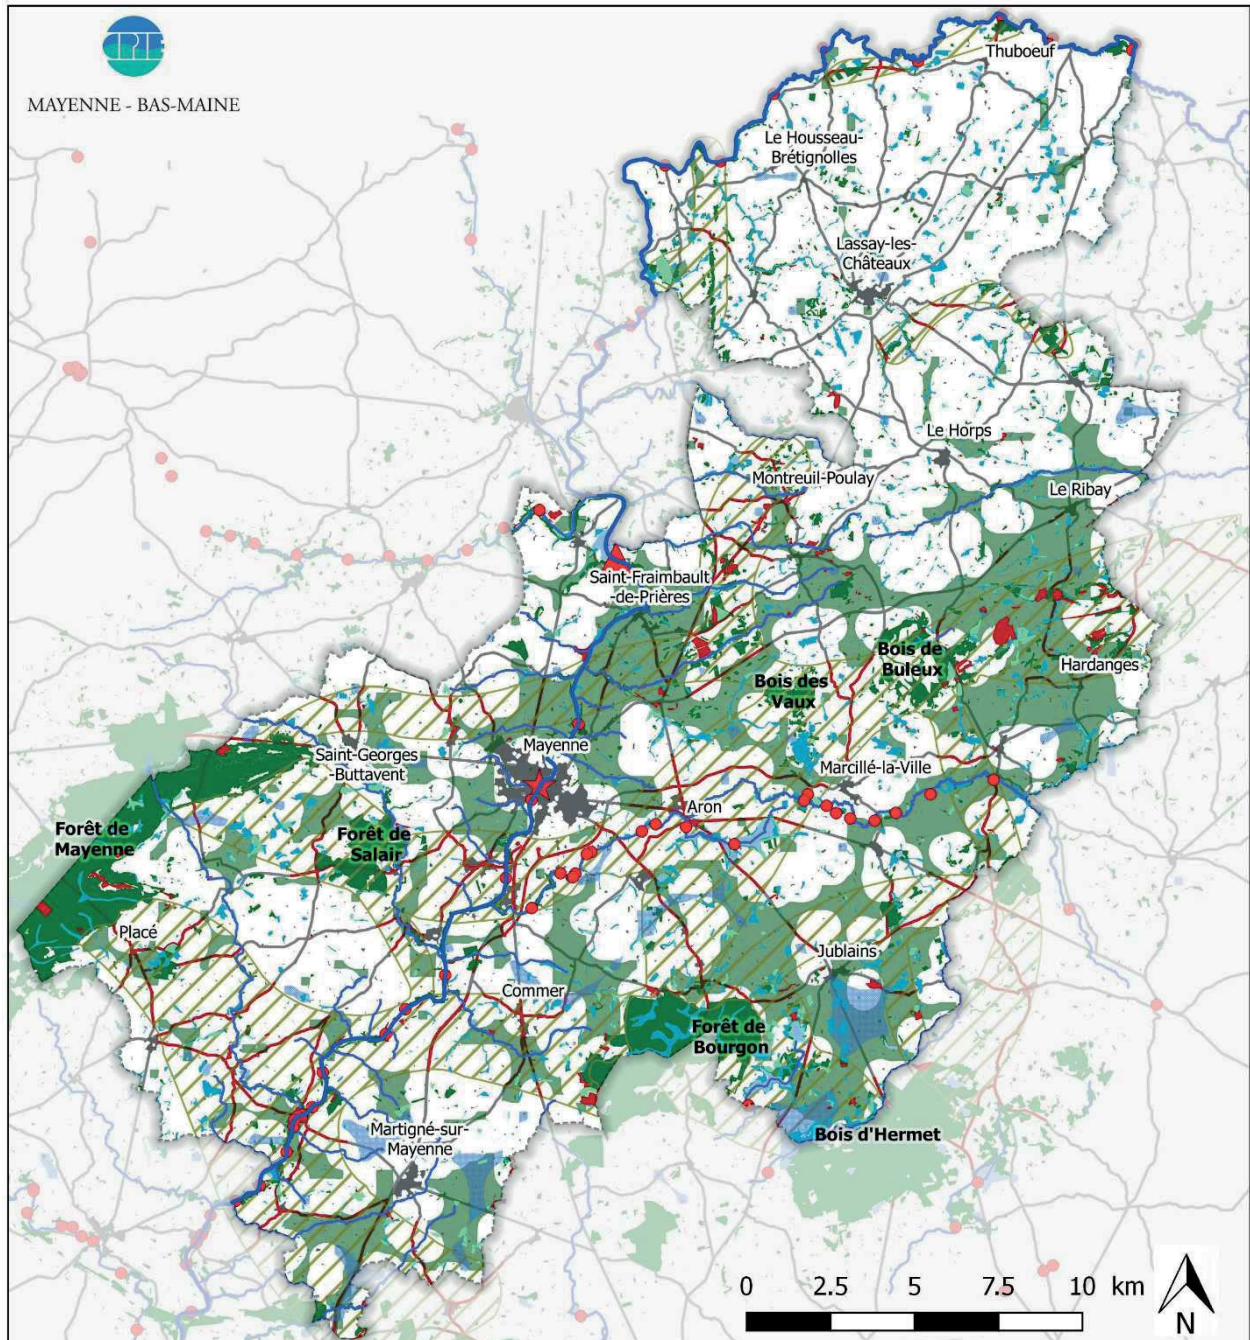 CPIE
MAYENNE - BAS-MAINE
Thuboeuf
Le Housseau-
Brétignolles
Lassay-les-
Châteaux
Le Horps
Montreuil-Poulay
Le Ribay
Saint-Fraimbault
-de-Prières
Bois de
Buleux
Hardanges
Bois des
Vaux
Mayenne
Saint-Georges
-Buttavent
Marcillé-la-Ville
Aron
Forêt de
Mayenne
Forêt de
Salair
Placé
Jublains
Commer
Forêt de
Bourgon
Martigné-sur-
Mayenne
Bois d'Hermet
0 2.5 5 7.5 10 km
N